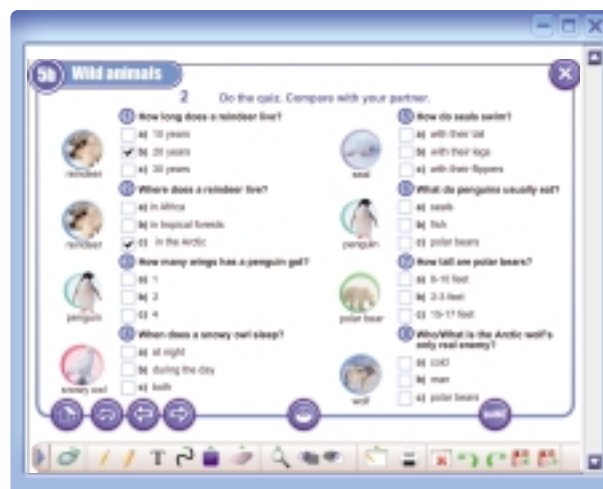 5b Wild animals
2 Do the quiz. Compare with your partner.
1 How long does a reindeer live?
a) 10 years
b) 20 years
c) 30 years
reindeer
2 Where does a reindeer live?
a) in Africa
b) in tropical forests
c) in the Arctic
reindeer
3 How many wings has a penguin got?
a) 1
b) 2
c) 4
penguin
4 When does a snowy owl sleep?
a) at night
b) during the day
c) both
snowy owl
5 How do seals swim?
a) with their tail
b) with their legs
c) with their flippers
seal
6 What do penguins usually eat?
a) seals
b) fish
c) polar bears
penguin
7 How tall are polar bears?
a) 8-10 feet
b) 2-3 feet
c) 15-17 feet
polar bear
8 Who/What is the Arctic wolf's
only real enemy?
a) cold
b) man
c) polar bears
wolf
T